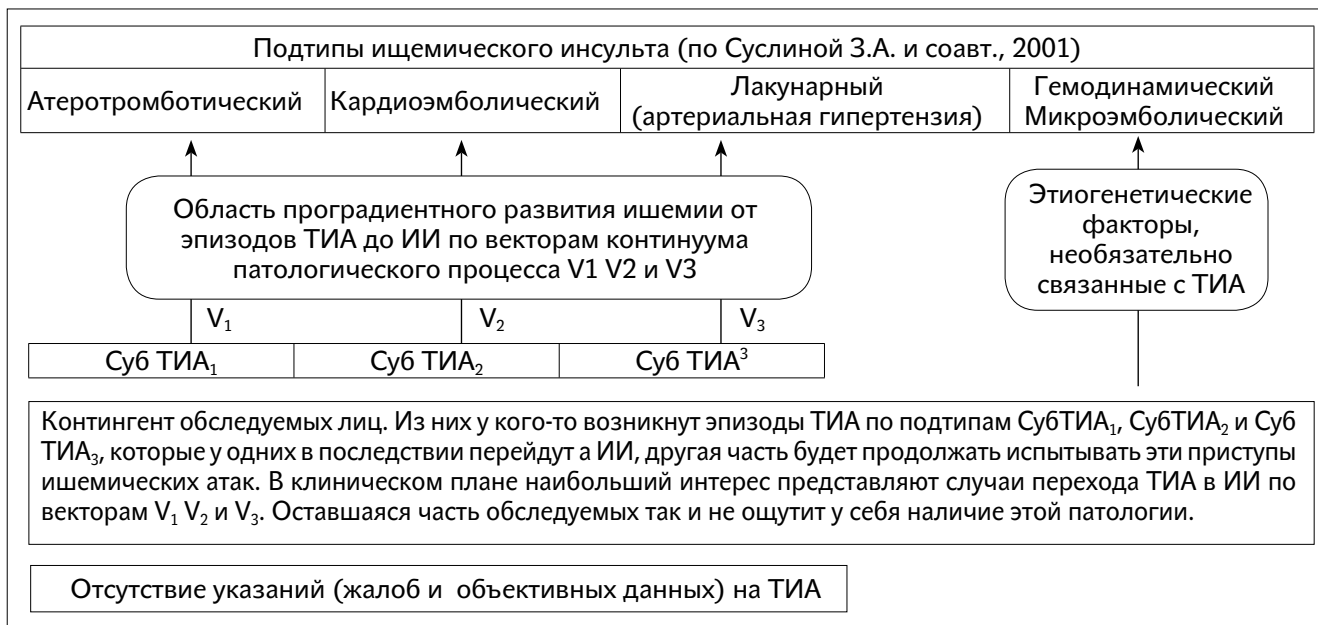 Подтипы ищемического инсульта (по Суслиной З.А. и соавт., 2001)
Атеротромботический
Кардиоэмболический
Лакунарный
(артериальная гипертензия)
Гемодинамический
Микроэмболический
Область проградиентного развития ишемии от
эпизодов ТИА до ИИ по векторам континуума
патологического процесса V1 V2 и V3
Этиогенетические
факторы,
необязательно
связанные с ТИА
V₁
V₂
V₃
Суб ТИА₁
Суб ТИА₂
Суб ТИА³
Контингент обследуемых лиц. Из них у кого-то возникнут эпизоды ТИА по подтипам СубТИА₁, СубТИА₂ и Суб
ТИА₃, которые у одних в последствии перейдут а ИИ, другая часть будет продолжать испытывать эти приступы
ишемических атак. В клиническом плане наибольший интерес представляют случаи перехода ТИА в ИИ по
векторам V₁ V₂ и V₃. Оставшаяся часть обследуемых так и не ощутит у себя наличие этой патологии.
Отсутствие указаний (жалоб и объективных данных) на ТИА